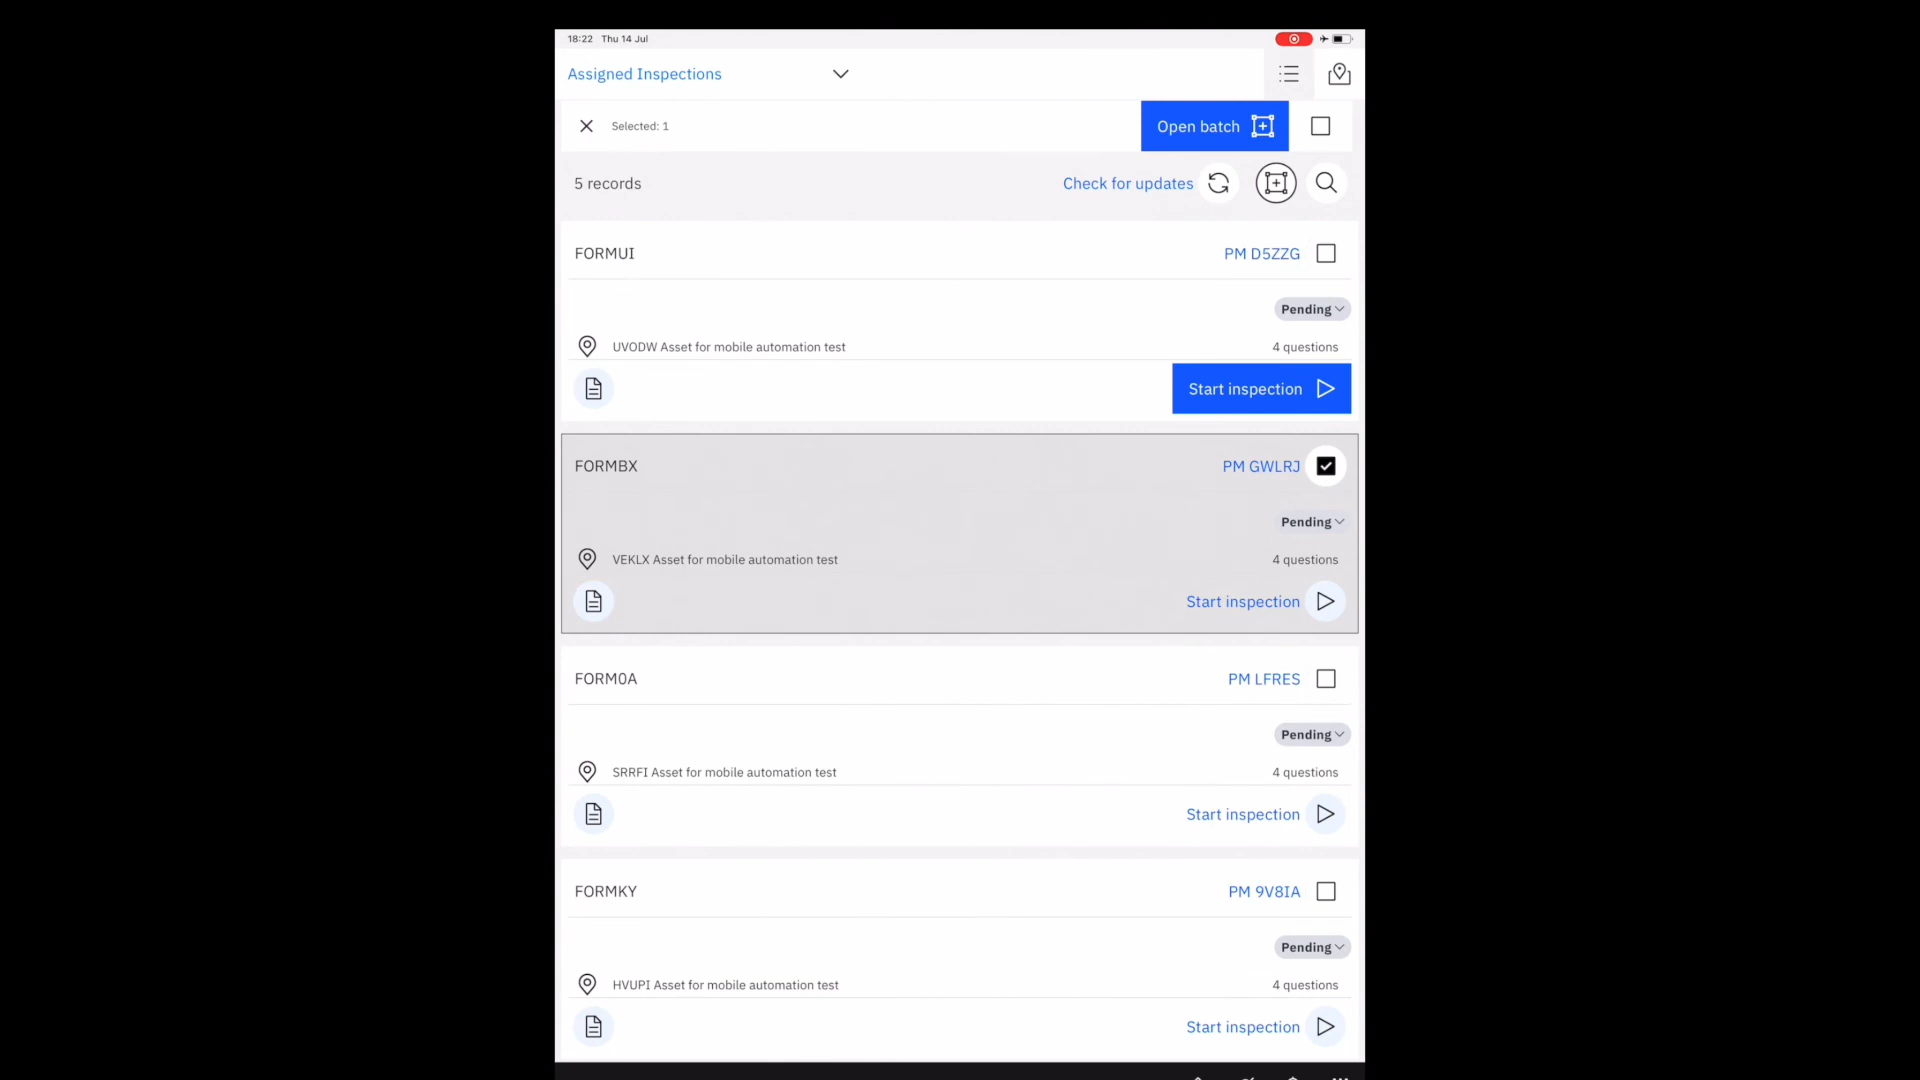 18:22 Thu 14 Jul
Assigned Inspections
Selected: 1
Open batch
5 records
Check for updates
FORMUI
PM D5ZZG
Pending
UVODW Asset for mobile automation test
4 questions
Start inspection
FORMBX
PM GWLRJ
Pending
VEKLX Asset for mobile automation test
4 questions
Start inspection
FORM0A
PM LFRES
Pending
SRRFI Asset for mobile automation test
4 questions
Start inspection
FORMKY
PM 9V8IA
Pending
HVUPI Asset for mobile automation test
4 questions
Start inspection